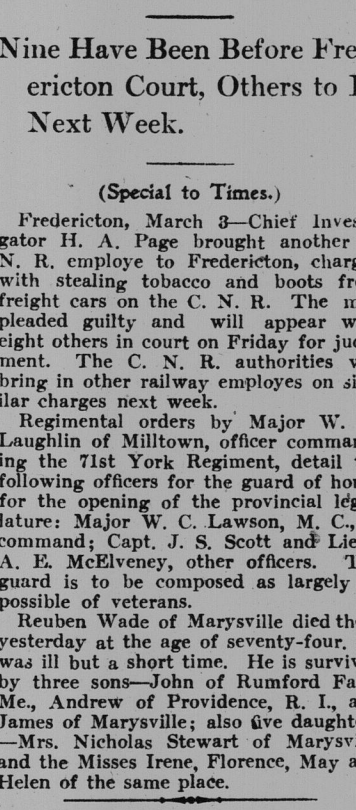 Nine Have Been Before Fre
ericton Court, Others to
Next Week.
(Special to Times.)
Fredericton, March 3—Chief Inves
gator H. A. Page brought another
N. R. employe to Fredericton, charg
with stealing tobacco and boots fr
freight cars on the C. N. R. The m
pleaded guilty and will appear w
eight others in court on Friday for jud
ment. The C. N. R. authorities w
bring in other railway employes on si
ilar charges next week.
Regimental orders by Major W.
Laughlin of Milltown, officer comman
ing the 71st York Regiment, detail t
following officers for the guard of hon
for the opening of the provincial leg
lature: Major W. C. Lawson, M. C.,
command; Capt. J. S. Scott and Lie
A. E. McElveney, other officers. T
guard is to be composed as largely
possible of veterans.
Reuben Wade of Marysville died the
yesterday at the age of seventy-four.
was ill but a short time. He is surviv
by three sons—John of Rumford Fa
Me., Andrew of Providence, R. I., a
James of Marysville; also five daught
—Mrs. Nicholas Stewart of Marysv
and the Misses Irene, Florence, May a
Helen of the same place.